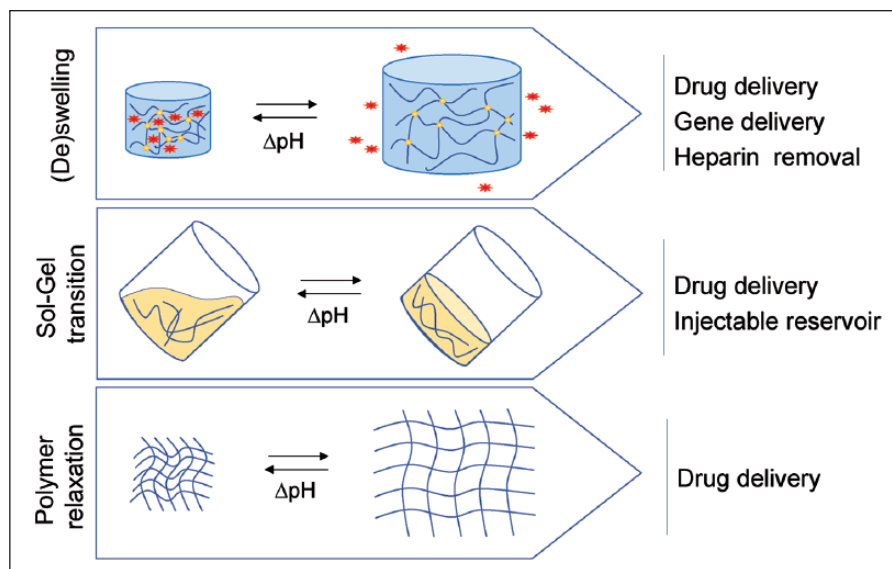 (De)swelling
ΔpH
Drug delivery
Gene delivery
Heparin removal
Sol-Gel
transition
ΔpH
Drug delivery
Injectable reservoir
Polymer
relaxation
ΔpH
Drug delivery